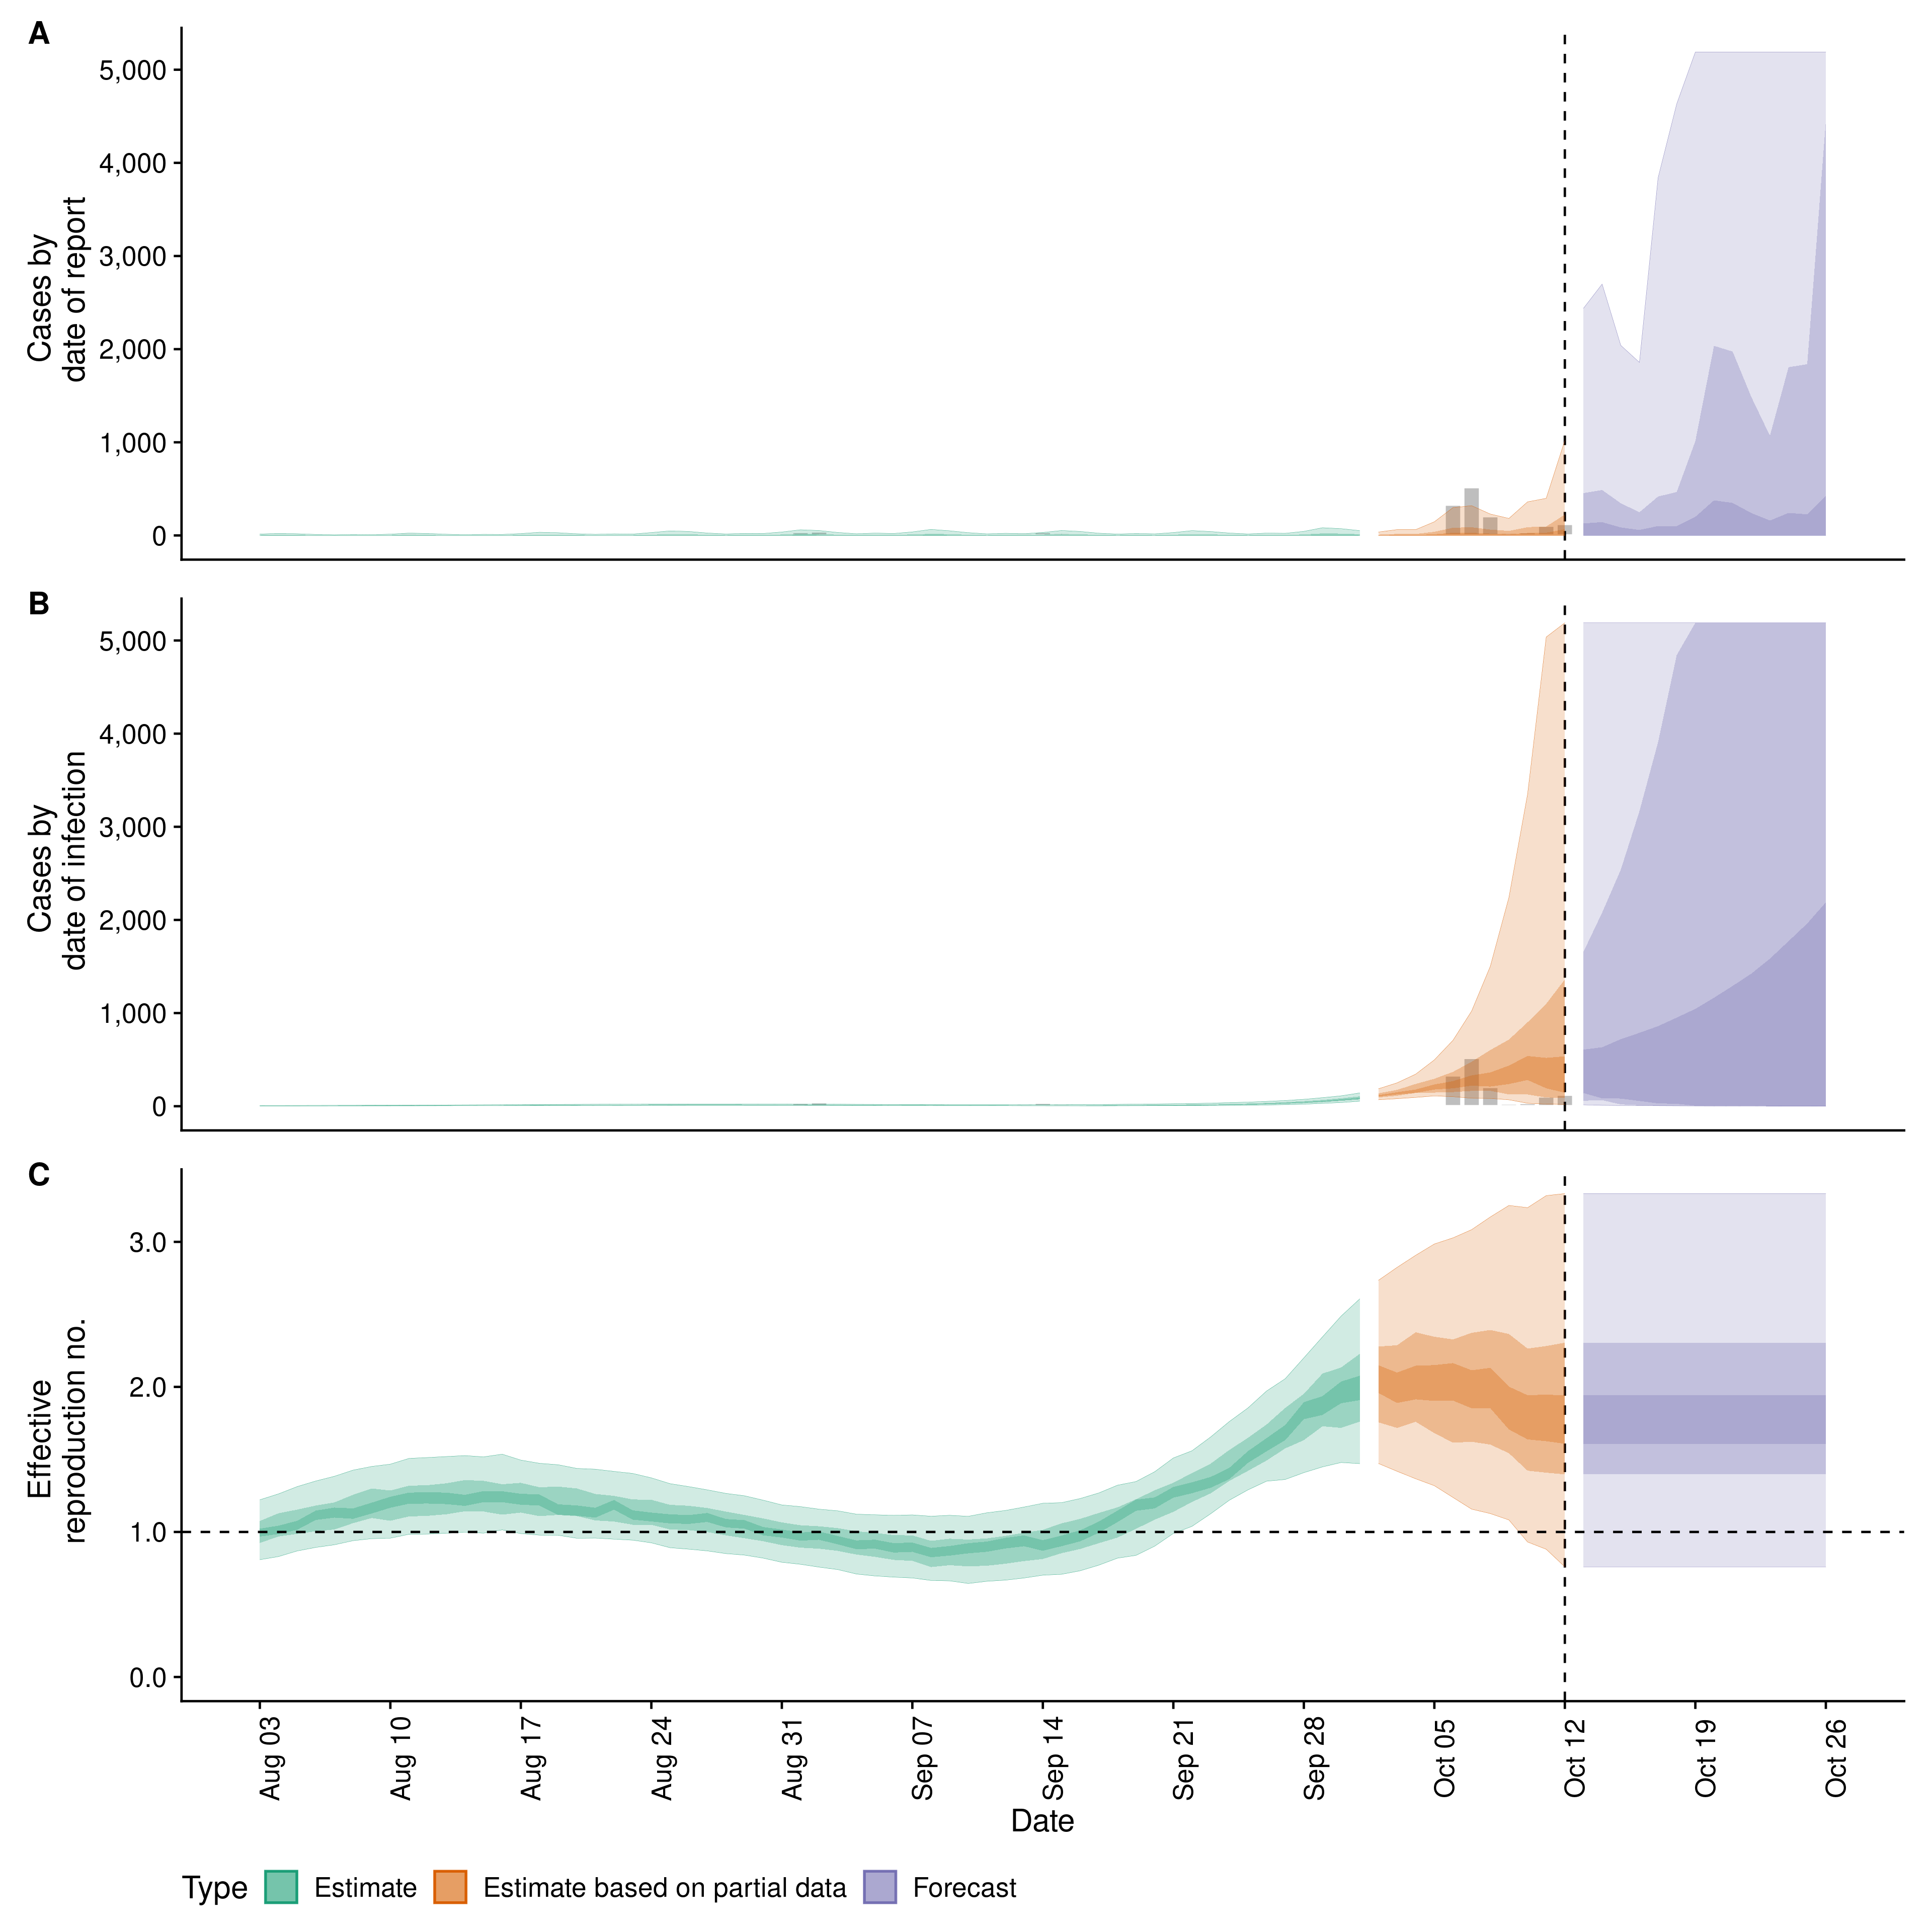 A
Cases by
date of report
5,000
4,000
3,000
2,000
1,000
0
B
Cases by
date of infection
5,000
4,000
3,000
2,000
1,000
0
C
Effective
reproduction no.
3.0
2.0
1.0
0.0
Aug 03
Aug 10
Aug 17
Aug 24
Aug 31
Sep 07
Sep 14
Sep 21
Sep 28
Oct 05
Oct 12
Oct 19
Oct 26
Date
Type Estimate Estimate based on partial data Forecast